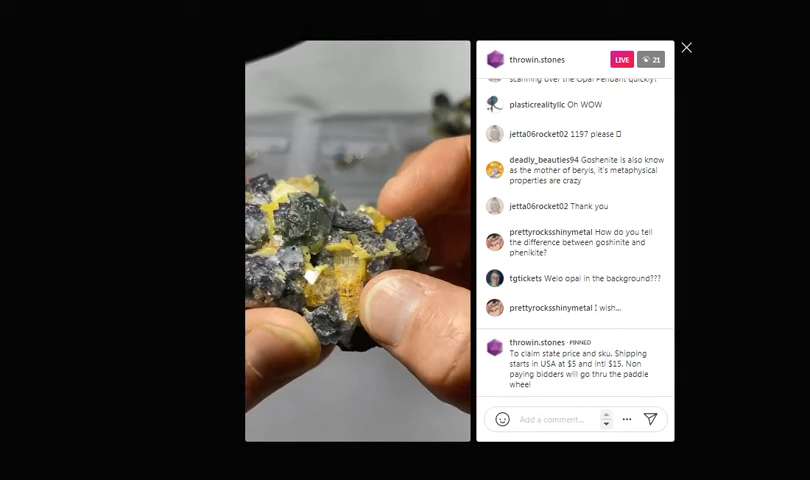 throwin.stones
LIVE
21
scanning over the Opal Pendant quickly?
plasticrealityllc Oh WOW
jetta06rocket02 1197 please
deadly_beauties94 Goshenite is also know
as the mother of beryls, it's metaphysical
properties are crazy
jetta06rocket02 Thank you
prettyrocksshinymetal How do you tell
the difference between goshinite and
phenikite?
tgtickets Welo opal in the background???
prettyrocksshinymetal I wish...
throwin.stones · PINNED
To claim state price and sku. Shipping
starts in USA at $5 and intl $15. Non
paying bidders will go thru the paddle
wheel
Add a comment...